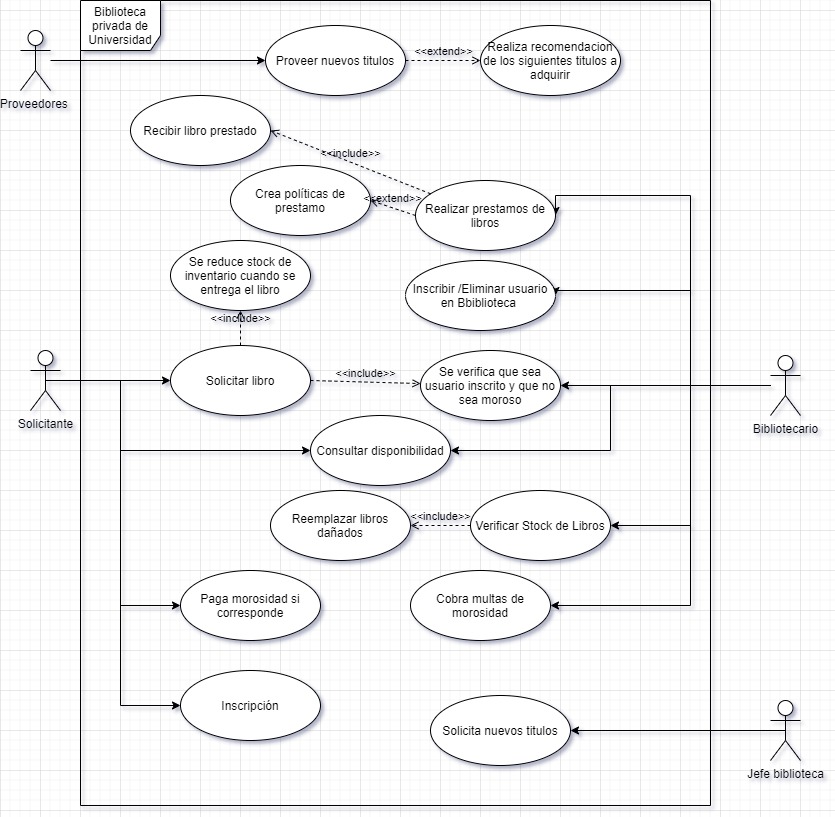 Biblioteca
privada de
Universidad
Proveedores
Proveer nuevos titulos
<<extend>>
Realiza recomendacion
de los siguientes titulos a
adquirir
Recibir libro prestado
<<include>>
Crea políticas de
prestamo
<<extend>>
Realizar prestamos de
libros
Se reduce stock de
inventario cuando se
entrega el libro
Inscribir /Eliminar usuario
en Bbiblioteca
<<include>>
Solicitante
Solicitar libro
<<include>>
Se verifica que sea
usuario inscrito y que no
sea moroso
Bibliotecario
Consultar disponibilidad
Reemplazar libros
dañados
<<include>>
Verificar Stock de Libros
Paga morosidad si
corresponde
Cobra multas de
morosidad
Inscripción
Solicita nuevos titulos
Jefe biblioteca